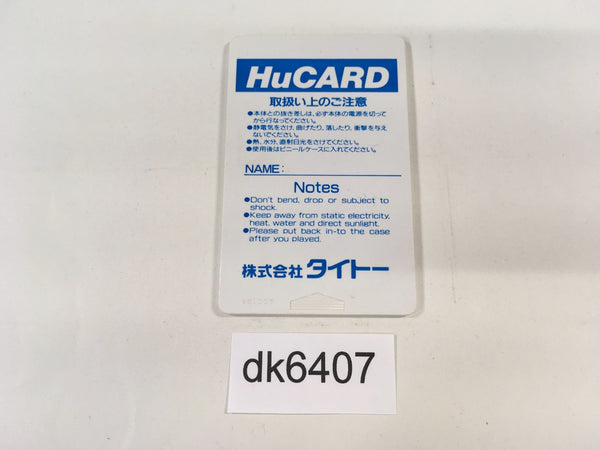 HuCARD
取扱い上のご注意
●本体との抜き差しは、必ず本体の電源を切って
から行なってください。
●静電気をさけ、曲げたり、落したり、衝撃を与え
ないでください。
●熱、水分、直射日光をさけてください。
●使用後はビニールケースに入れてください。
NAME:
Notes
●Don't bend, drop or subject to
shock.
●Keep away from static electricity,
heat, water and direct sunlight.
●Please put back in-to the case
after you played.
株式会社タイトー
dk6407